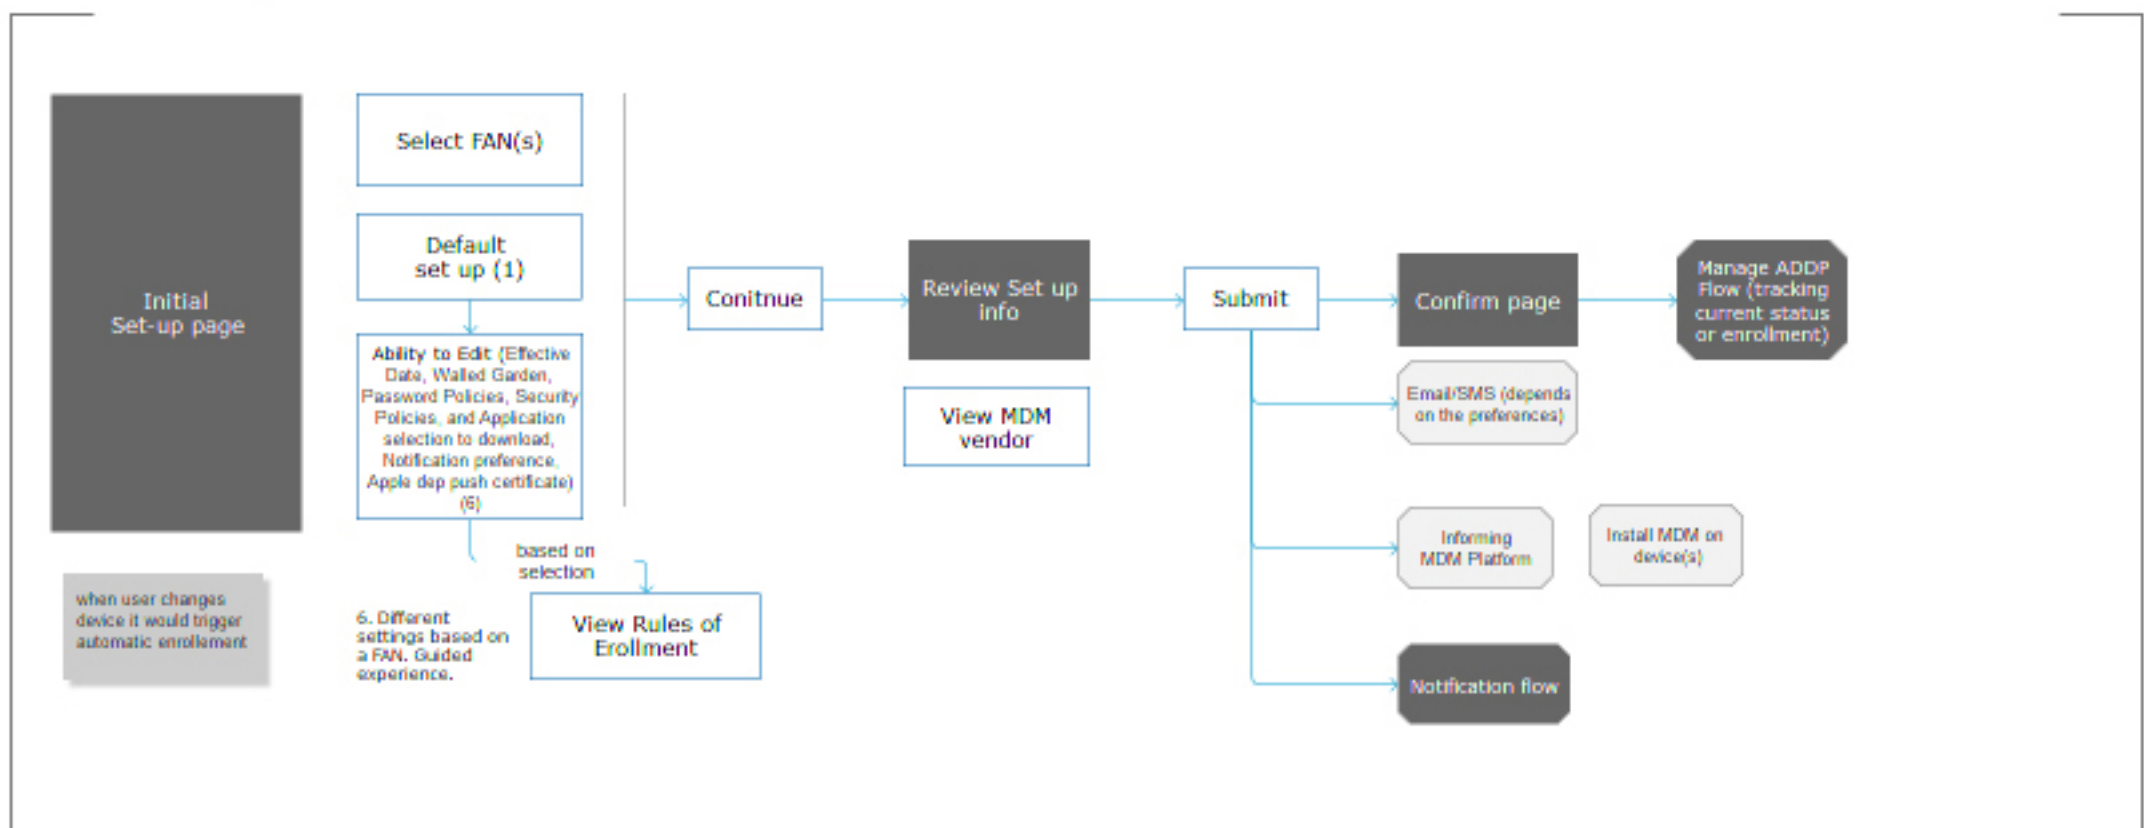 Initial
Set-up page
when user changes
device it would trigger
automatic enrollement
Select FAN(s)
Default
set up (1)
Ability to Edit (Effective
Date, Walled Garden,
Password Policies, Security
Policies, and Application
selection to download,
Notification preference,
Apple dep push certificate)
(6)
based on
selection
6. Different
settings based on
a FAN. Guided
experience.
View Rules of
Erollment
Conitnue
Review Set up
info
View MDM
vendor
Submit
Confirm page
Email/SMS (depends
on the preferences)
Informing
MDM Platform
Install MDM on
device(s)
Notification flow
Manage ADDP
Flow (tracking
current status
or enrollment)